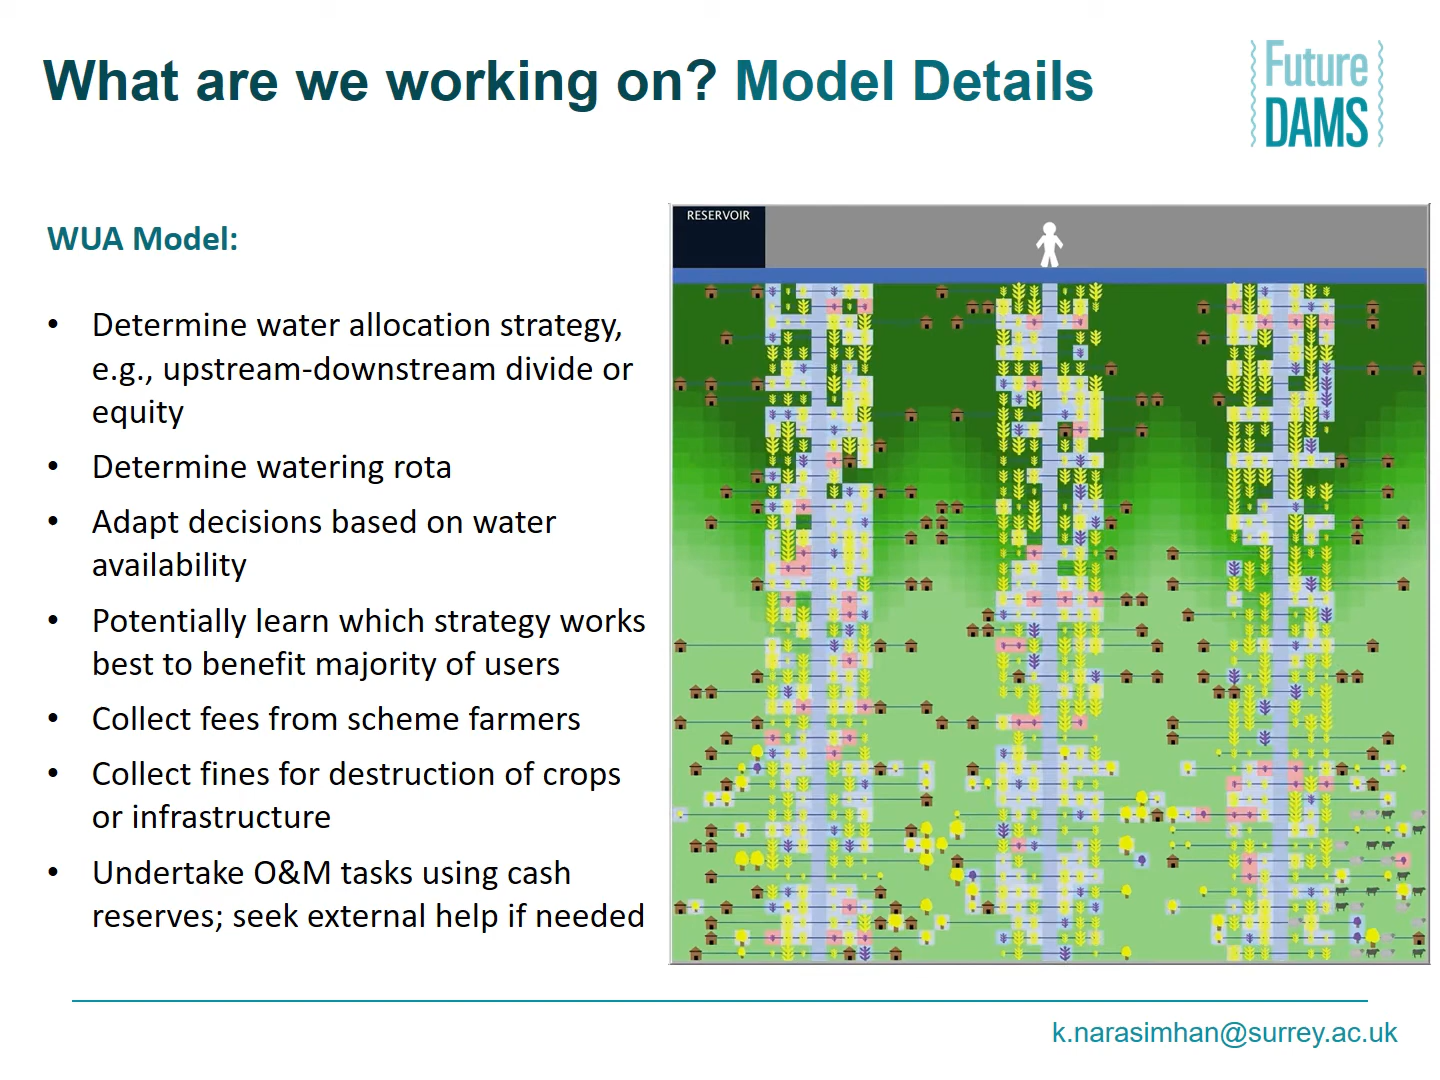 What are we working on? Model Details
Future
DAMS
WUA Model:
• Determine water allocation strategy,
e.g., upstream-downstream divide or
equity
• Determine watering rota
• Adapt decisions based on water
availability
• Potentially learn which strategy works
best to benefit majority of users
• Collect fees from scheme farmers
• Collect fines for destruction of crops
or infrastructure
• Undertake O&M tasks using cash
reserves; seek external help if needed
RESERVOIR
k.narasimhan@surrey.ac.uk